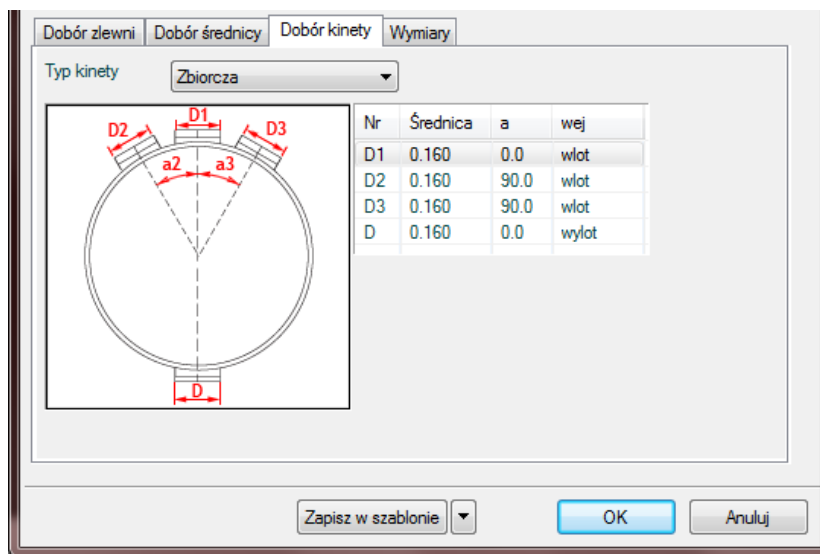 Dobór zlewni Dobór średnicy Dobór kinety Wymiary
Typ kinety Zbiorcza
D1
D2 D3
a2 a3
D
Nr Średnica a wej
D1 0.160 0.0 wlot
D2 0.160 90.0 wlot
D3 0.160 90.0 wlot
D 0.160 0.0 wylot
Zapisz w szablonie OK Anuluj